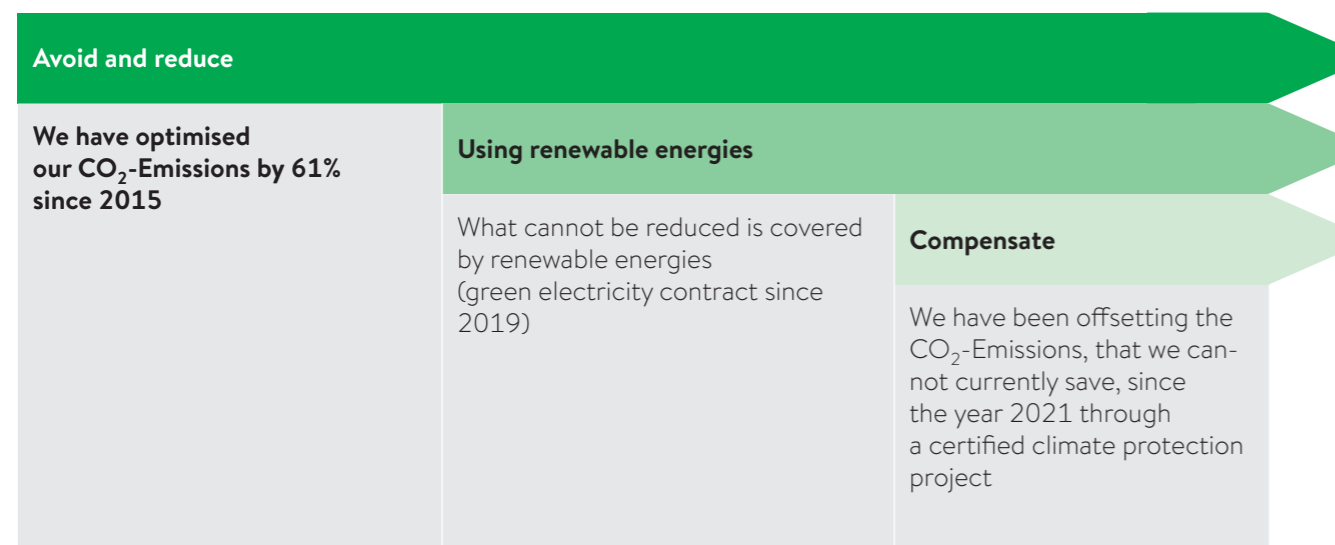 Avoid and reduce
We have optimised
our CO₂-Emissions by 61%
since 2015
Using renewable energies
What cannot be reduced is covered
by renewable energies
(green electricity contract since
2019)
Compensate
We have been offsetting the
CO₂-Emissions, that we can-
not currently save, since
the year 2021 through
a certified climate protection
project